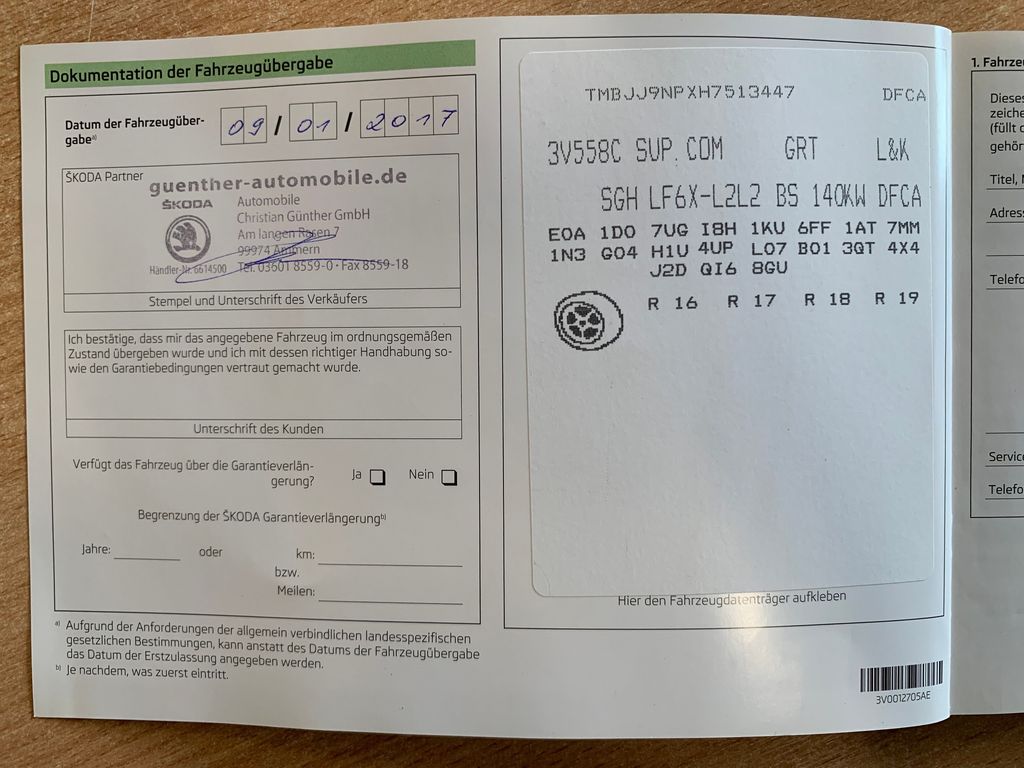 Dokumentation der Fahrzeugübergabe
Datum der Fahrzeugüber-
gabe a)
09/01/2017
ŠKODA Partner
guenther-automobile.de
ŠKODA
Automobile
Christian Günther GmbH
Am langen Rosen 7
99974 Ammern
Händler-Nr. 6614500 Tel. 03601 8559-0 · Fax 8559-18
Stempel und Unterschrift des Verkäufers
Ich bestätige, dass mir das angegebene Fahrzeug im ordnungsgemäßen
Zustand übergeben wurde und ich mit dessen richtiger Handhabung so-
wie den Garantiebedingungen vertraut gemacht wurde.
Unterschrift des Kunden
Verfügt das Fahrzeug über die Garantieverlän-
gerung?
Ja Nein
Begrenzung der ŠKODA Garantieverlängerung b)
Jahre: oder km:
bzw.
Meilen:
a) Aufgrund der Anforderungen der allgemein verbindlichen landesspezifischen
gesetzlichen Bestimmungen, kann anstatt des Datums der Fahrzeugübergabe
das Datum der Erstzulassung angegeben werden.
b) Je nachdem, was zuerst eintritt.
TMBJJ9NPXH7513447 DFCA
3V558C SUP. COM GRT L&K
SGH LF6X-L2L2 BS 140KW DFCA
E0A 1D0 7UG I8H 1KU 6FF 1AT 7MM
1N3 G04 H1U 4UP L07 B01 3QT 4X4
J2D QI6 8GU
R 16 R 17 R 18 R 19
Hier den Fahrzeugdatenträger aufkleben
3V0012705AE
1. Fahrze
Dieses
zeiche
(füllt d
gehör
Titel, N
Adres
Telefo
Service
Telefo